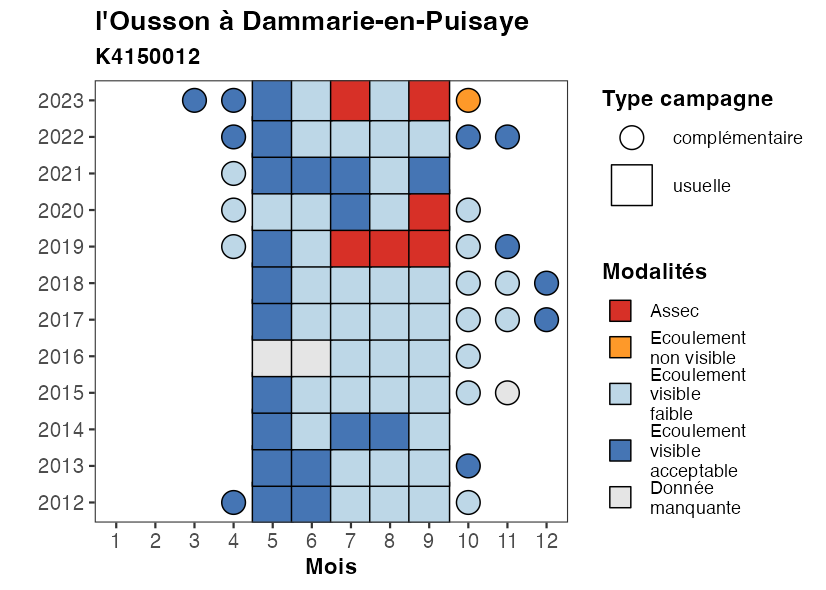 l'Ousson à Dammarie-en-Puisaye
K4150012
2023
2022
2021
2020
2019
2018
2017
2016
2015
2014
2013
2012
1 2 3 4 5 6 7 8 9 10 11 12
Mois
Type campagne
complémentaire
usuelle
Modalités
Assec
Ecoulement
non visible
Ecoulement
visible
faible
Ecoulement
visible
acceptable
Donnée
manquante